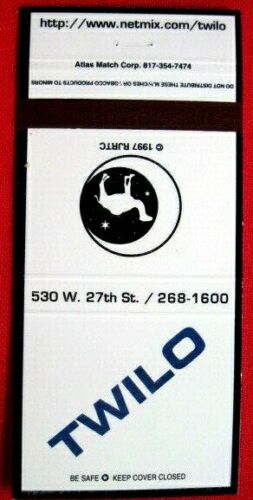 http://www.netmix.com/twilo
Atlas Match Corp. 817-354-7474
DO NOT DISTRIBUTE THESE MATCHES OR TOBACCO PRODUCTS TO MINORS
© 1997 RJRTC
530 W. 27th St. / 268-1600
TWILO
BE SAFE KEEP COVER CLOSED